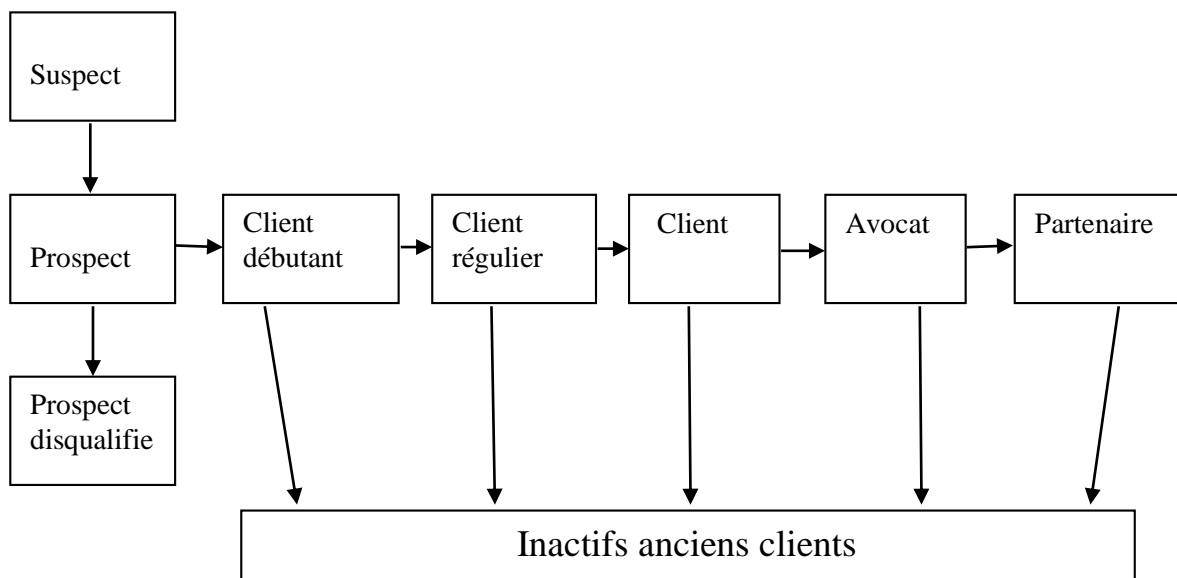 Suspect
Prospect
Client
débutant
Client
régulier
Client
Avocat
Partenaire
Prospect
disqualifie
Inactifs anciens clients